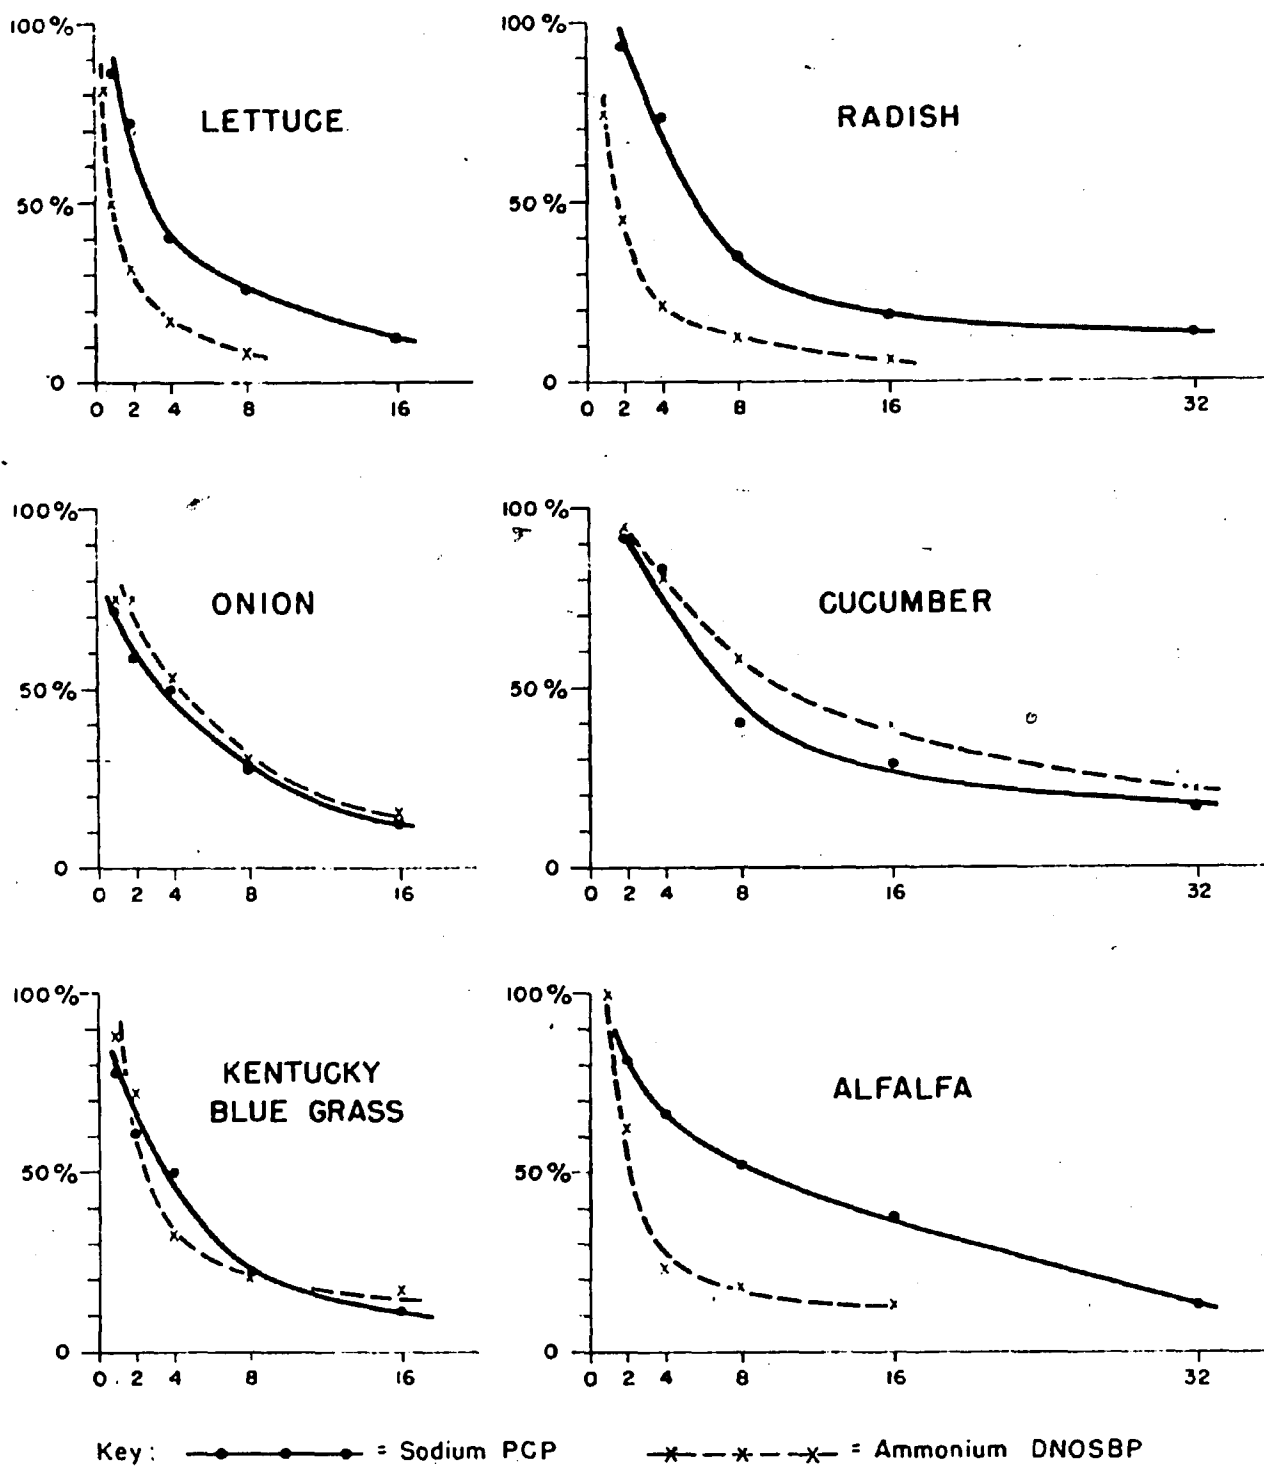 100%
50%
0
LETTUCE
0 2 4 8 16
100%
50%
0
RADISH
0 2 4 8 16 32
100%
50%
0
ONION
0 2 4 8 16
100%
50%
0
CUCUMBER
0 2 4 8 16 32
100%
50%
0
KENTUCKY
BLUE GRASS
0 2 4 8 16
100%
50%
0
ALFALFA
0 2 4 8 16 32
Key: = Sodium PCP = Ammonium DNOSBP